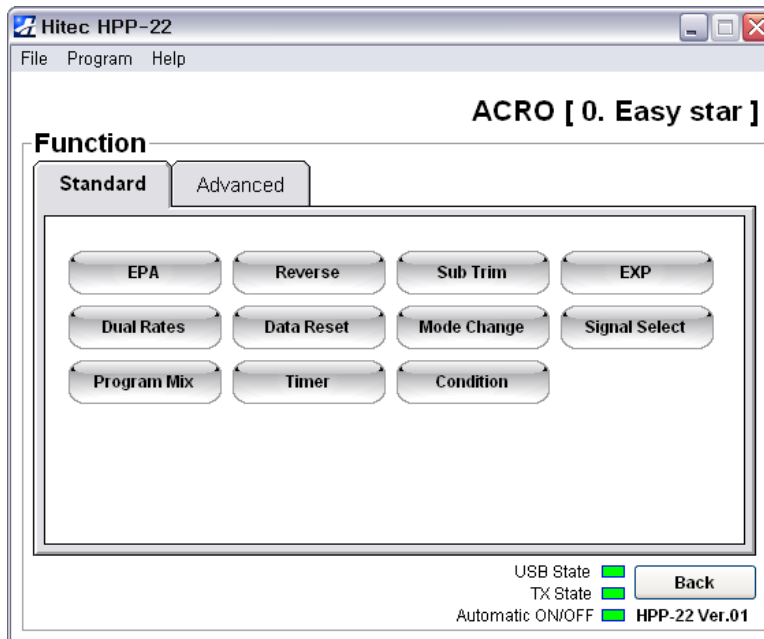 Hitec HPP-22
File Program Help
ACRO [ 0. Easy star ]
Function
Standard Advanced
EPA Reverse Sub Trim EXP
Dual Rates Data Reset Mode Change Signal Select
Program Mix Timer Condition
USB State
TX State
Back
Automatic ON/OFF HPP-22 Ver.01